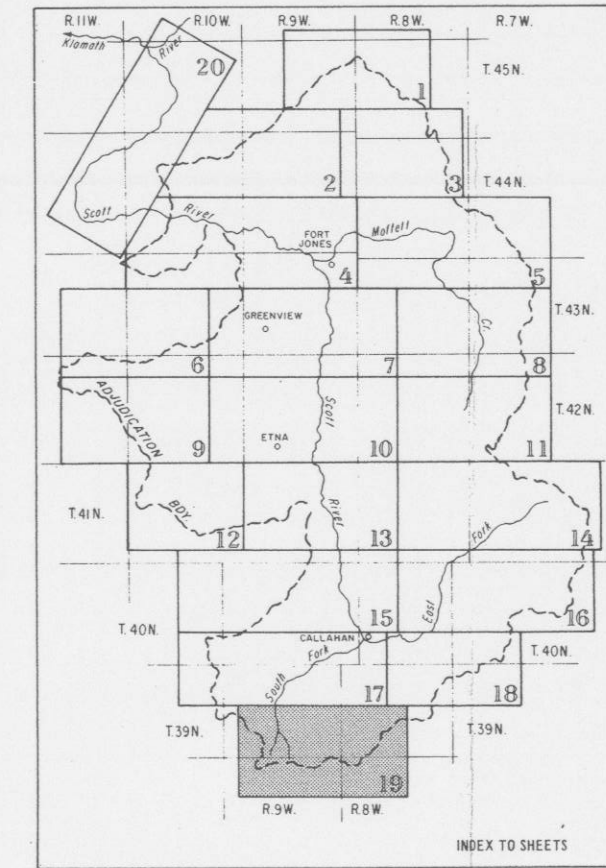 R.11W. R.10W. R.9W. R.8W. R.7W.
Klamath River
20
T.45N.
1
2
3
T.44N.
Scott River
FORT JONES
Moffett
4
5
GREENVIEW
T.43N.
Cr.
6
7
8
ADJUDICATION
Scott
T.42N.
ETNA
9
10
11
T.41N.
BDY.
River
Fork
12
13
14
East
T.40N.
15
16
CALLAHAN
South Fork
T.40N.
17
18
T.39N.
T.39N.
19
R.9W. R.8W.
INDEX TO SHEETS